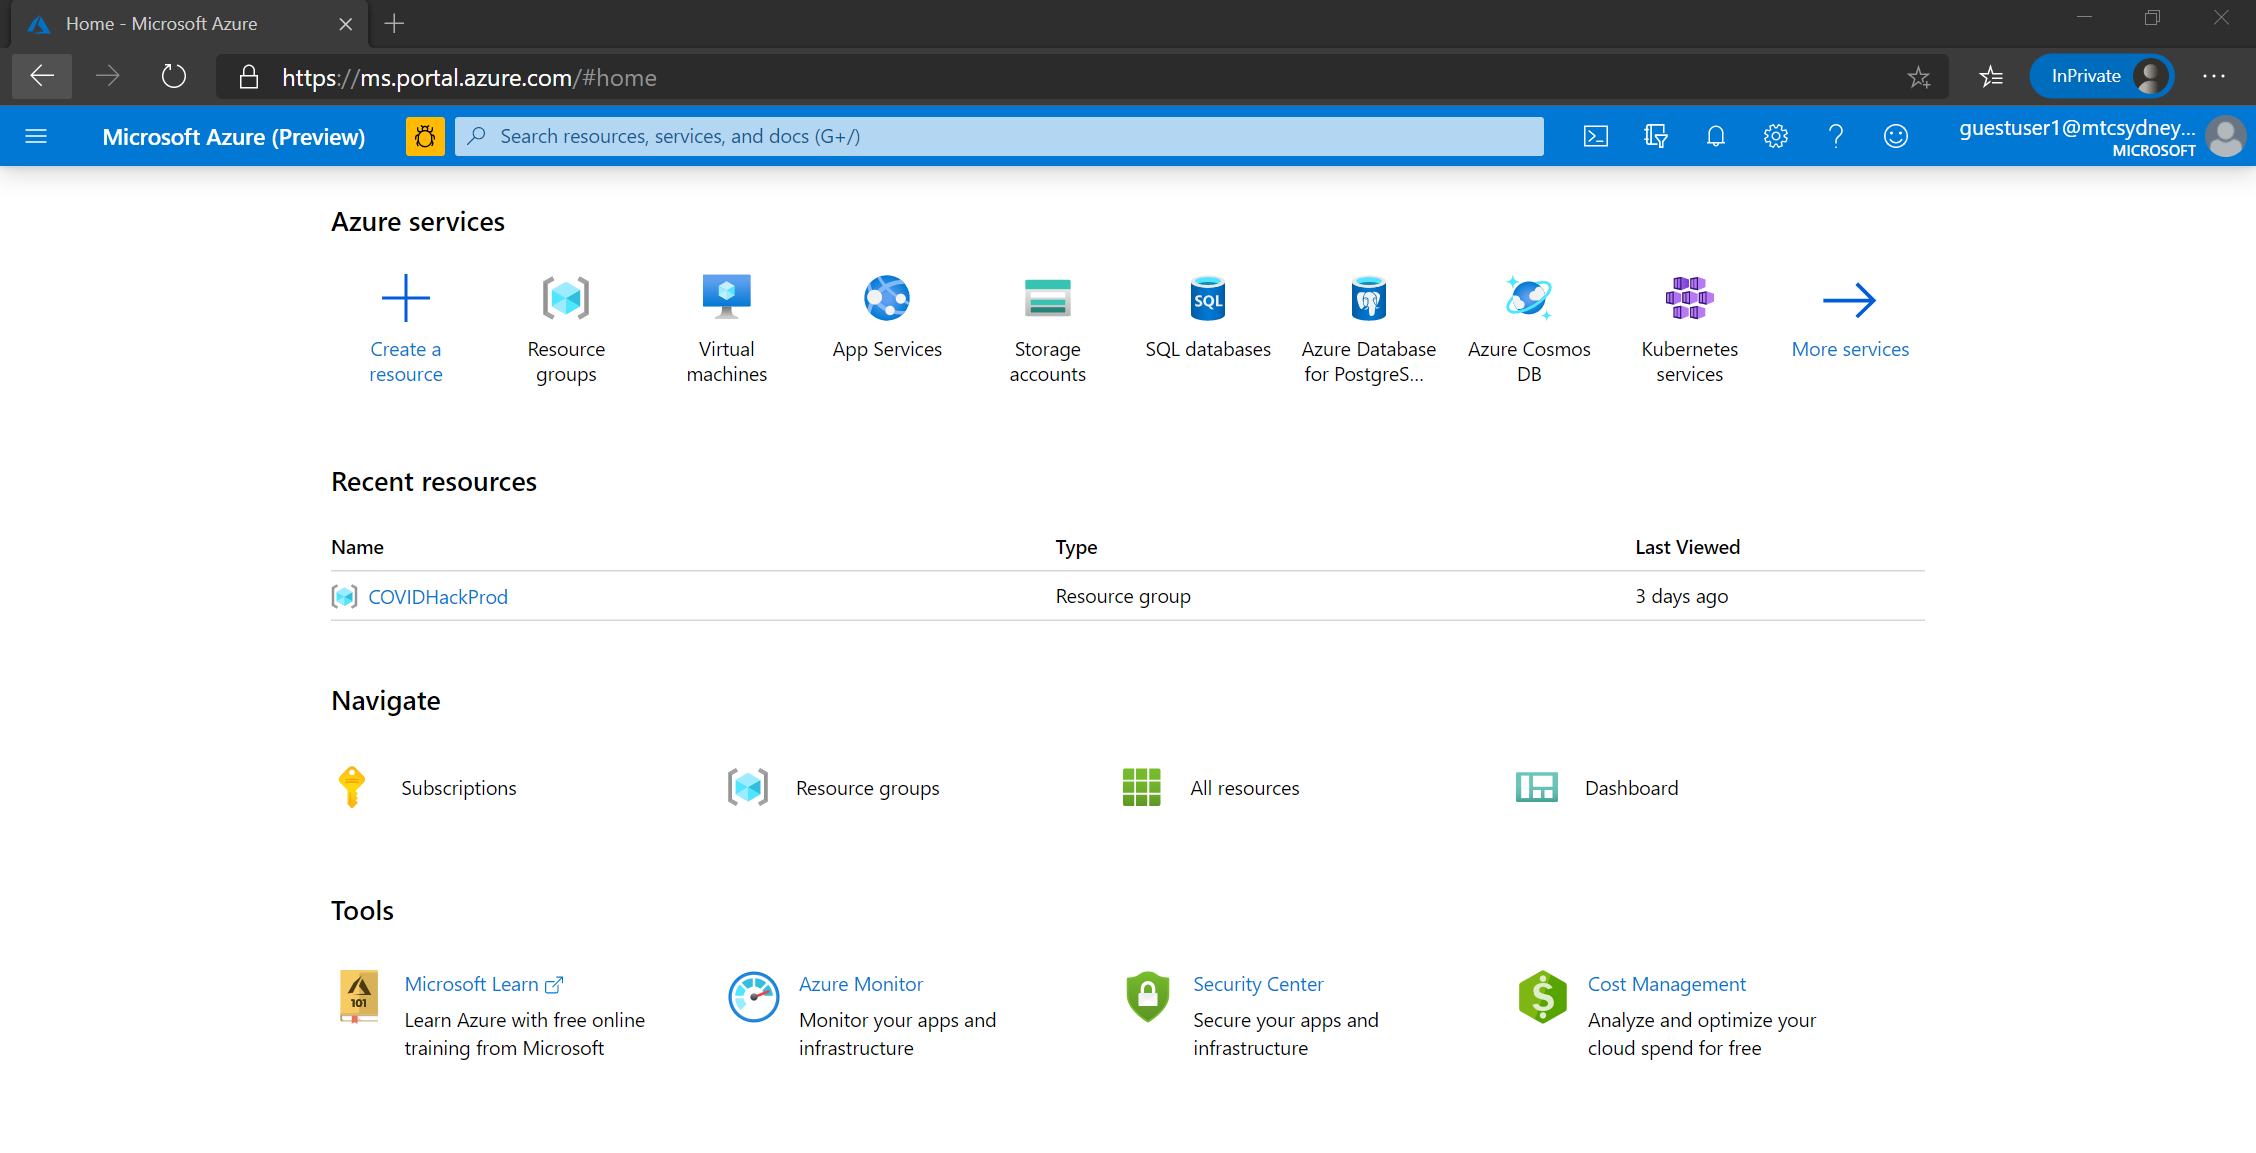 Home - Microsoft Azure
https://ms.portal.azure.com/#home
InPrivate
Microsoft Azure (Preview)
Search resources, services, and docs (G+/)
guestuser1@mtcsydney...
MICROSOFT
Azure services
Create a
resource
Resource
groups
Virtual
machines
App Services
Storage
accounts
SQL
SQL databases
Azure Database
for PostgreS...
Azure Cosmos
DB
Kubernetes
services
More services
Recent resources
Name Type Last Viewed
COVIDHackProd Resource group 3 days ago
Navigate
Subscriptions
Resource groups
All resources
Dashboard
Tools
101
Microsoft Learn
Learn Azure with free online
training from Microsoft
Azure Monitor
Monitor your apps and
infrastructure
Security Center
Secure your apps and
infrastructure
Cost Management
Analyze and optimize your
cloud spend for free